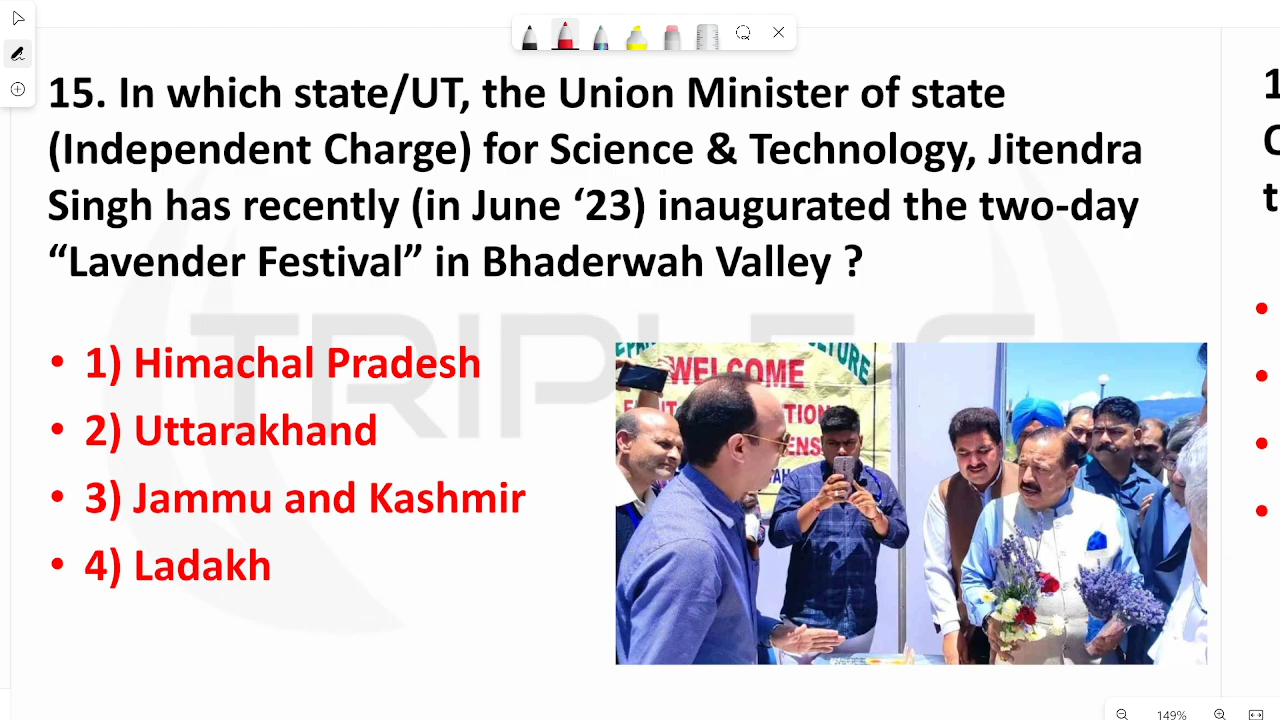 15. In which state/UT, the Union Minister of state
(Independent Charge) for Science & Technology, Jitendra
Singh has recently (in June ‘23) inaugurated the two-day
“Lavender Festival” in Bhaderwah Valley ?
• 1) Himachal Pradesh
• 2) Uttarakhand
• 3) Jammu and Kashmir
• 4) Ladakh
TRIPLE S
WELCOME
149%